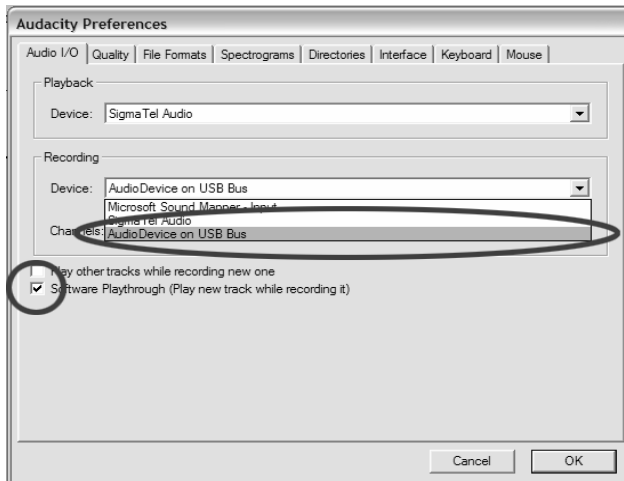 Audacity Preferences
Audio I/O Quality File Formats Spectrograms Directories Interface Keyboard Mouse
Playback
Device: SigmaTel Audio
Recording
Device: AudioDevice on USB Bus
Microsoft Sound Mapper - Input
SigmaTel Audio
Channels: AudioDevice on USB Bus
Play other tracks while recording new one
Software Playthrough (Play new track while recording it)
Cancel OK